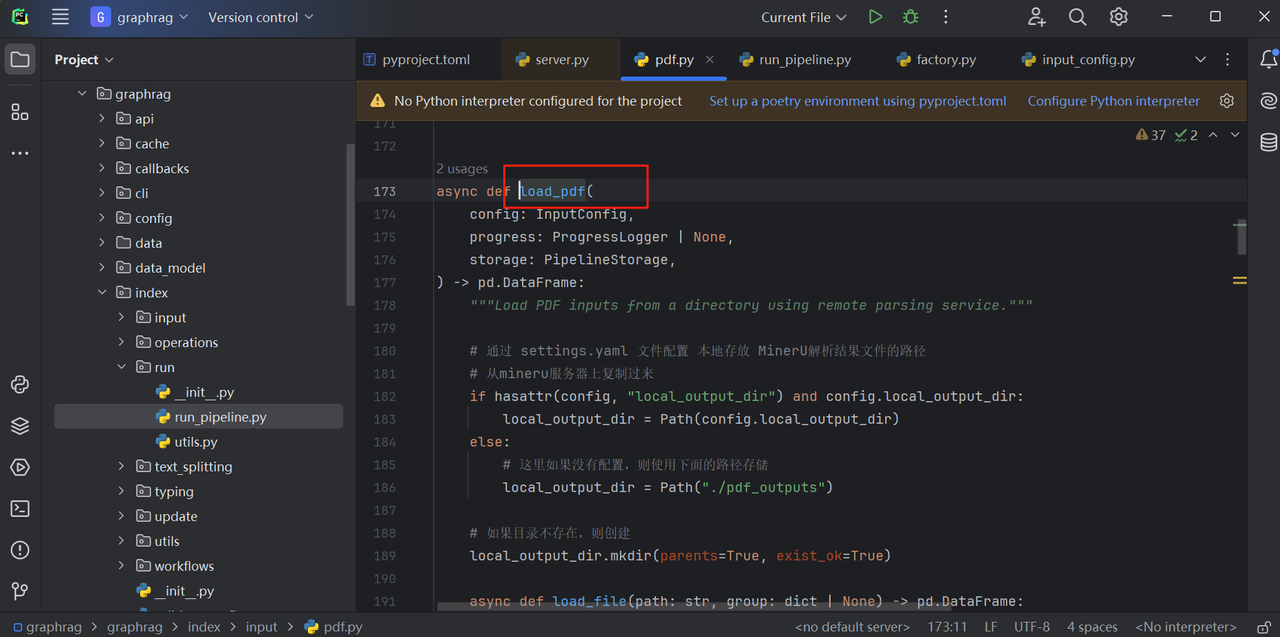 PC
G graphrag
Version control
Current File
Project
pyproject.toml
server.py
pdf.py
run_pipeline.py
factory.py
input_config.py
No Python interpreter configured for the project
Set up a poetry environment using pyproject.toml
Configure Python interpreter
graphrag
api
cache
callbacks
cli
config
data
data_model
index
input
operations
run
__init__.py
run_pipeline.py
utils.py
text_splitting
typing
update
utils
workflows
__init__.py
37
2
171
172
2 usages
173 async def load_pdf(
174     config: InputConfig,
175     progress: ProgressLogger | None,
176     storage: PipelineStorage,
177 ) -> pd.DataFrame:
178     """Load PDF inputs from a directory using remote parsing service."""
179
180     # 通过 settings.yaml 文件配置 本地存放 MinerU解析结果文件的路径
181     # 从mineru服务器上复制过来
182     if hasattr(config, "local_output_dir") and config.local_output_dir:
183         local_output_dir = Path(config.local_output_dir)
184     else:
185         # 这里如果没有配置，则使用下面的路径存储
186         local_output_dir = Path("./pdf_outputs")
187
188     # 如果目录不存在，则创建
189     local_output_dir.mkdir(parents=True, exist_ok=True)
190
191     async def load_file(path: str, group: dict | None) -> pd.DataFrame:
graphrag > graphrag > index > input > pdf.py
<no default server>
173:11
LF
UTF-8
4 spaces
<No interpreter>